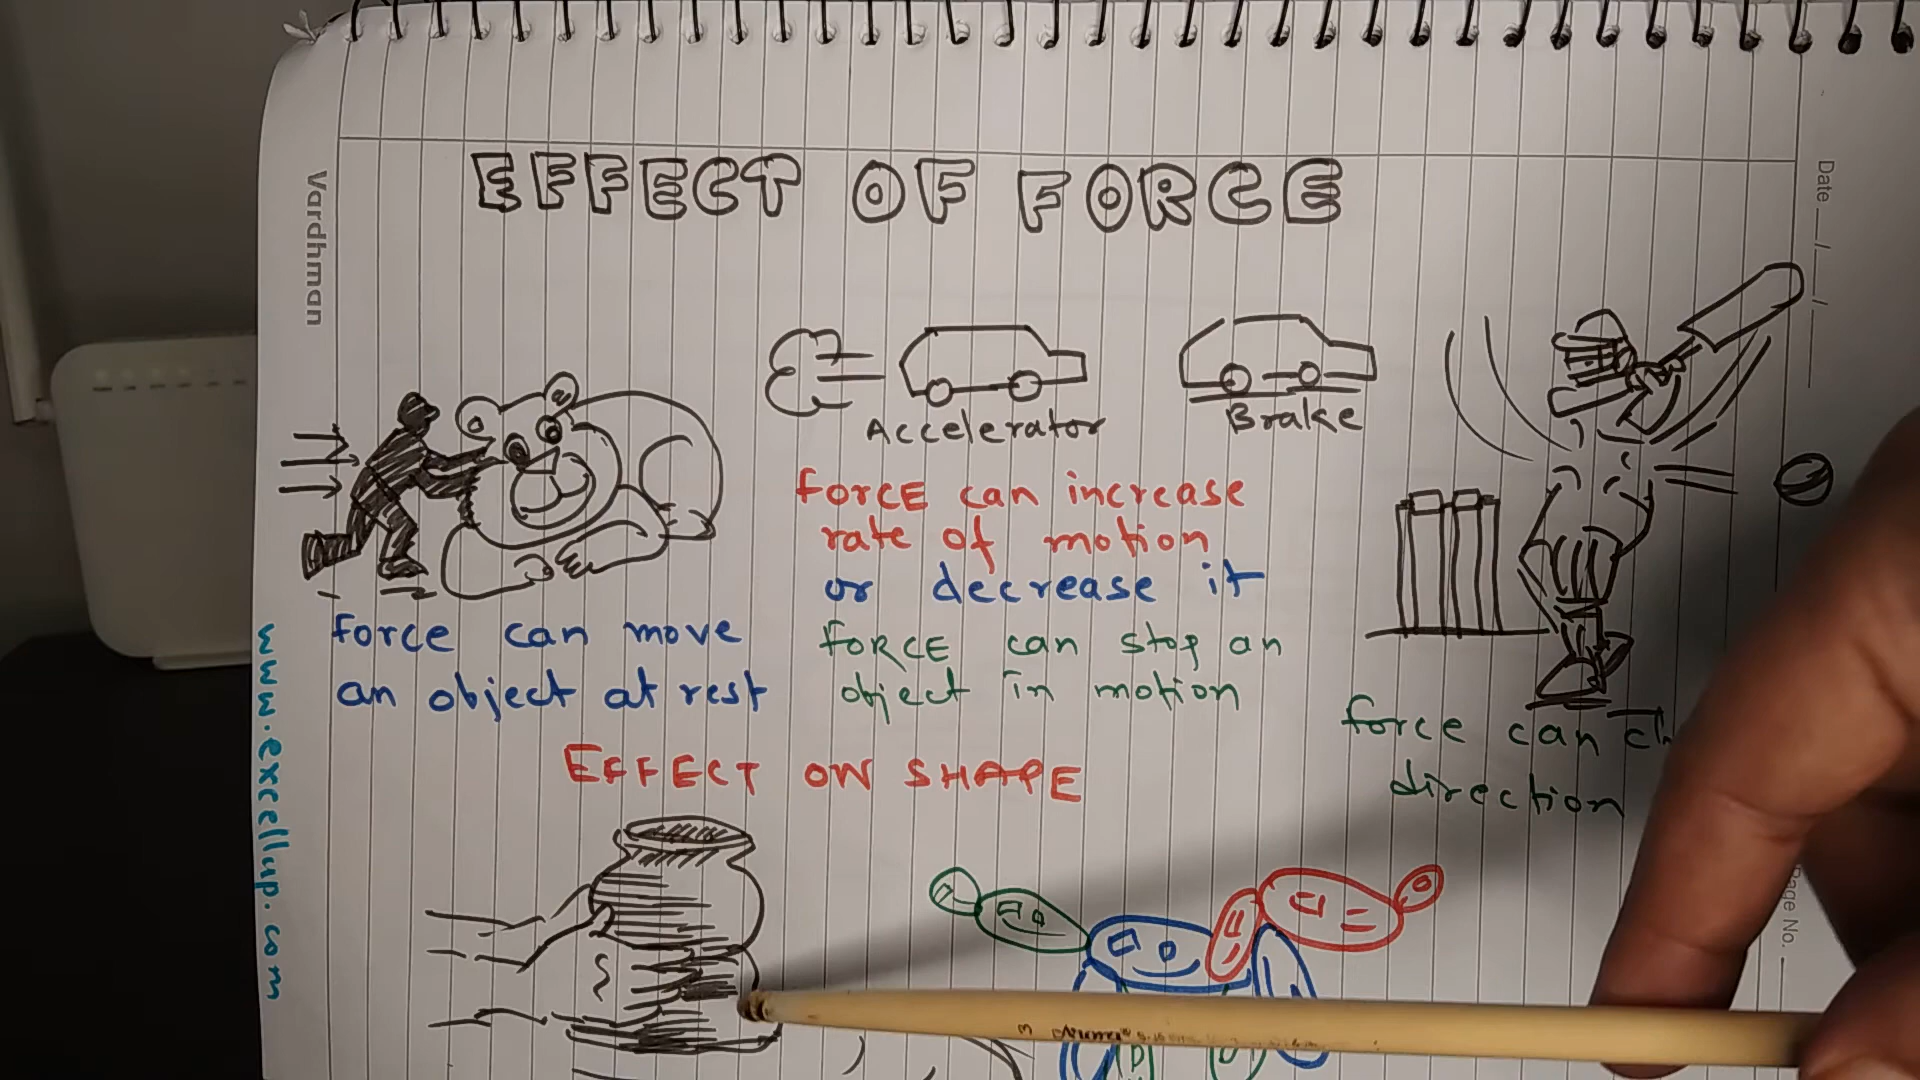 EFFECT OF FORCE
Vardhman
Date
Accelerator
Brake
FORCE can increase
rate of motion
or decrease it
FORCE can stop an
object in motion
force can move
an object at rest
force can
direction
EFFECT ON SHAPE
www.excellup.com
Page No.